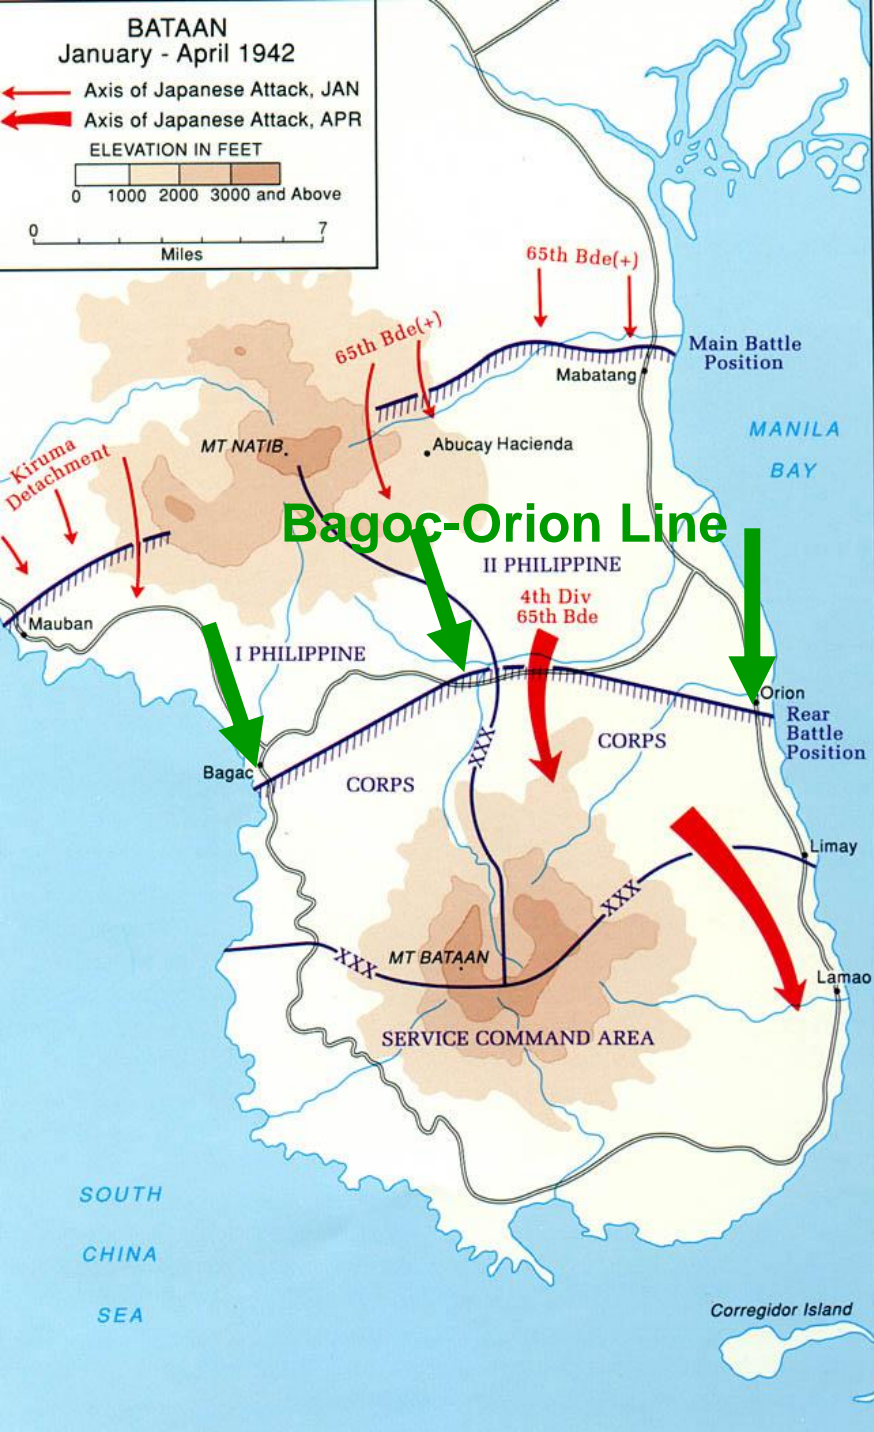 BATAAN
January - April 1942
Axis of Japanese Attack, JAN
Axis of Japanese Attack, APR
ELEVATION IN FEET
0 1000 2000 3000 and Above
0 7
Miles
65th Bde(+)
65th Bde(+)
Main Battle
Position
Mabatang
MANILA
BAY
MT NATIB
Abucay Hacienda
Kiruma
Detachment
Bagoc-Orion Line
II PHILIPPINE
4th Div
65th Bde
Mauban
I PHILIPPINE
Orion
Rear
Battle
Position
CORPS
XXX
Bagac
CORPS
Limay
XXX
XXX
MT BATAAN
Lamao
SERVICE COMMAND AREA
SOUTH
CHINA
SEA
Corregidor Island